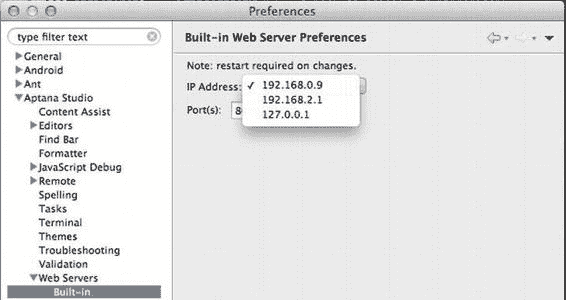 Preferences
type filter text
General
Android
Ant
Aptana Studio
Content Assist
Editors
Find Bar
Formatter
JavaScript Debug
Remote
Spelling
Tasks
Terminal
Themes
Troubleshooting
Validation
Web Servers
Built-in
Built-in Web Server Preferences
Note: restart required on changes.
IP Address:
✓ 192.168.0.9
192.168.2.1
127.0.0.1
Port(s):